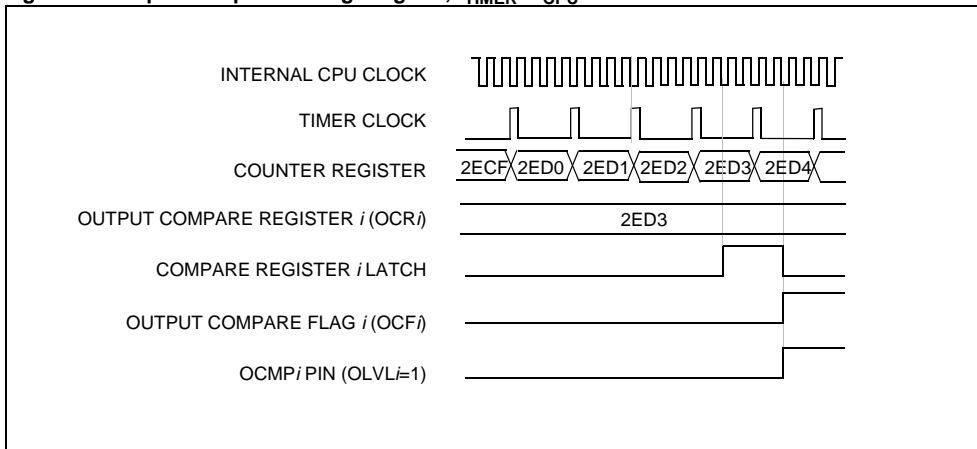 INTERNAL CPU CLOCK
TIMER CLOCK
COUNTER REGISTER 2ECF 2ED0 2ED1 2ED2 2ED3 2ED4
OUTPUT COMPARE REGISTER i (OCRi) 2ED3
COMPARE REGISTER i LATCH
OUTPUT COMPARE FLAG i (OCFi)
OCMPi PIN (OLVLi=1)